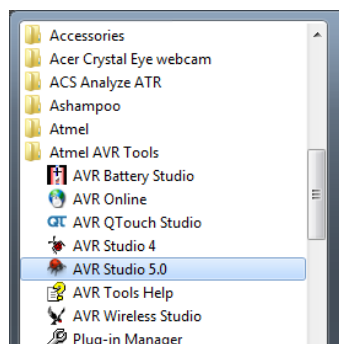 Accessories
Acer Crystal Eye webcam
ACS Analyze ATR
Ashampoo
Atmel
Atmel AVR Tools
AVR Battery Studio
AVR Online
QT AVR QTouch Studio
AVR Studio 4
AVR Studio 5.0
AVR Tools Help
AVR Wireless Studio
Plug-in Manager